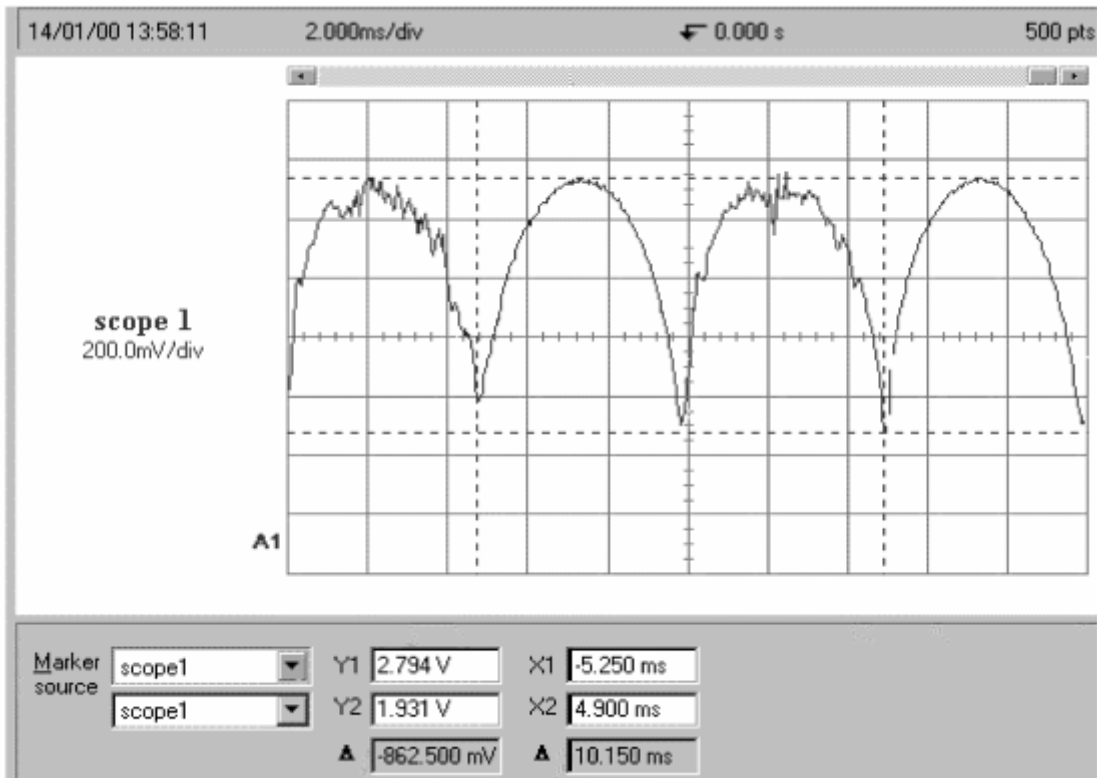 14/01/00 13:58:11 2.000ms/div 0.000 s 500 pts
scope 1
200.0mV/div
A1
Marker source scope1 Y1 2.794 V X1 -5.250 ms
scope1 Y2 1.931 V X2 4.900 ms
Δ -862.500 mV Δ 10.150 ms